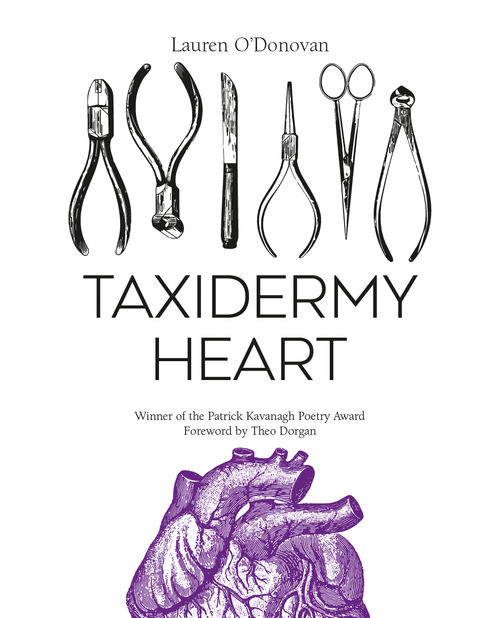 Lauren O’Donovan
TAXIDERMY
HEART
Winner of the Patrick Kavanagh Poetry Award
Foreword by Theo Dorgan